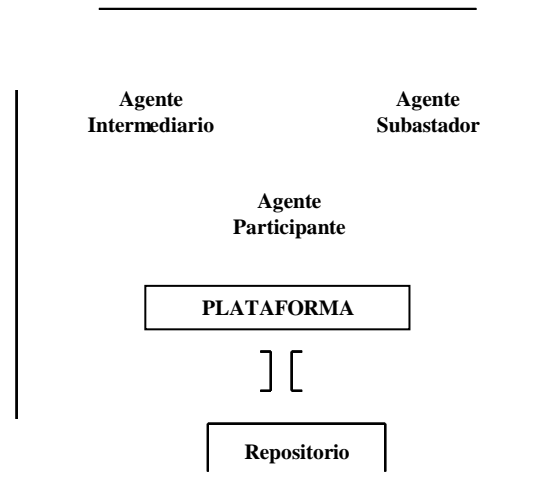 Agente
Intermediario
Agente
Subastador
Agente
Participante
PLATAFORMA
Repositorio